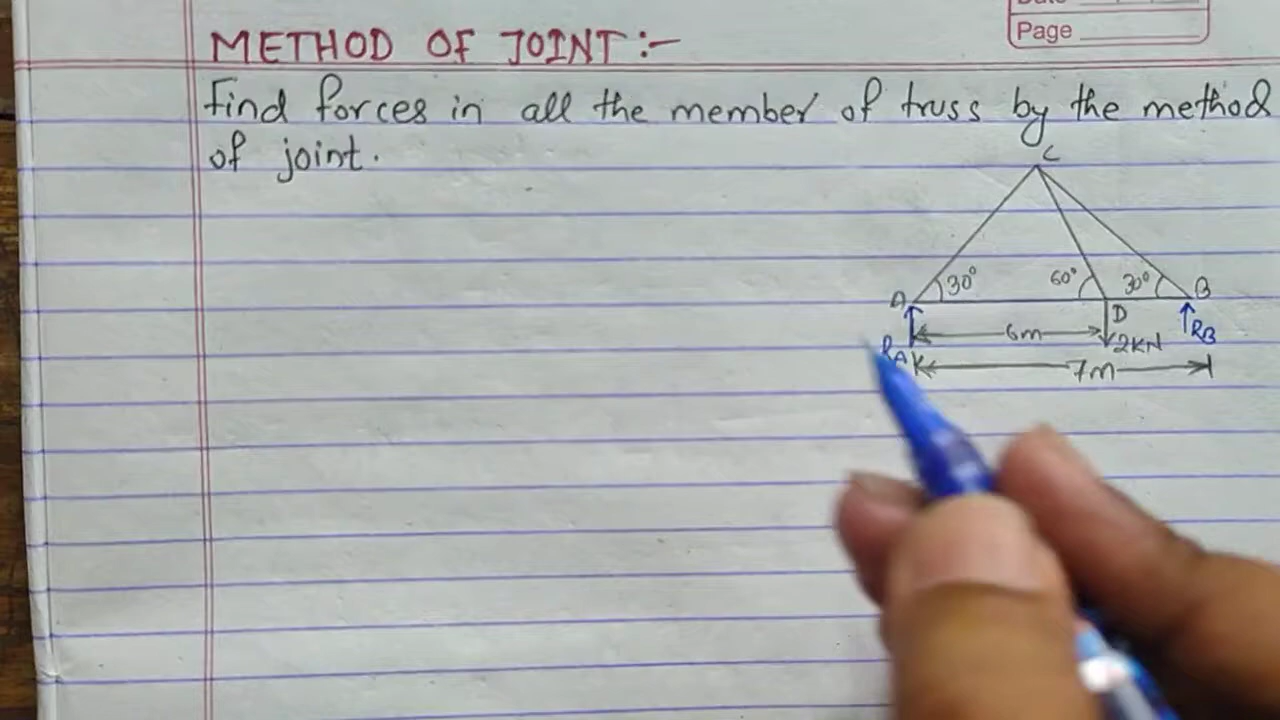 Page
METHOD OF JOINT :-
Find forces in all the member of truss by the method
of joint.
C
30° 60° 30°
A B
D
6m 2KN RB
RA 7m